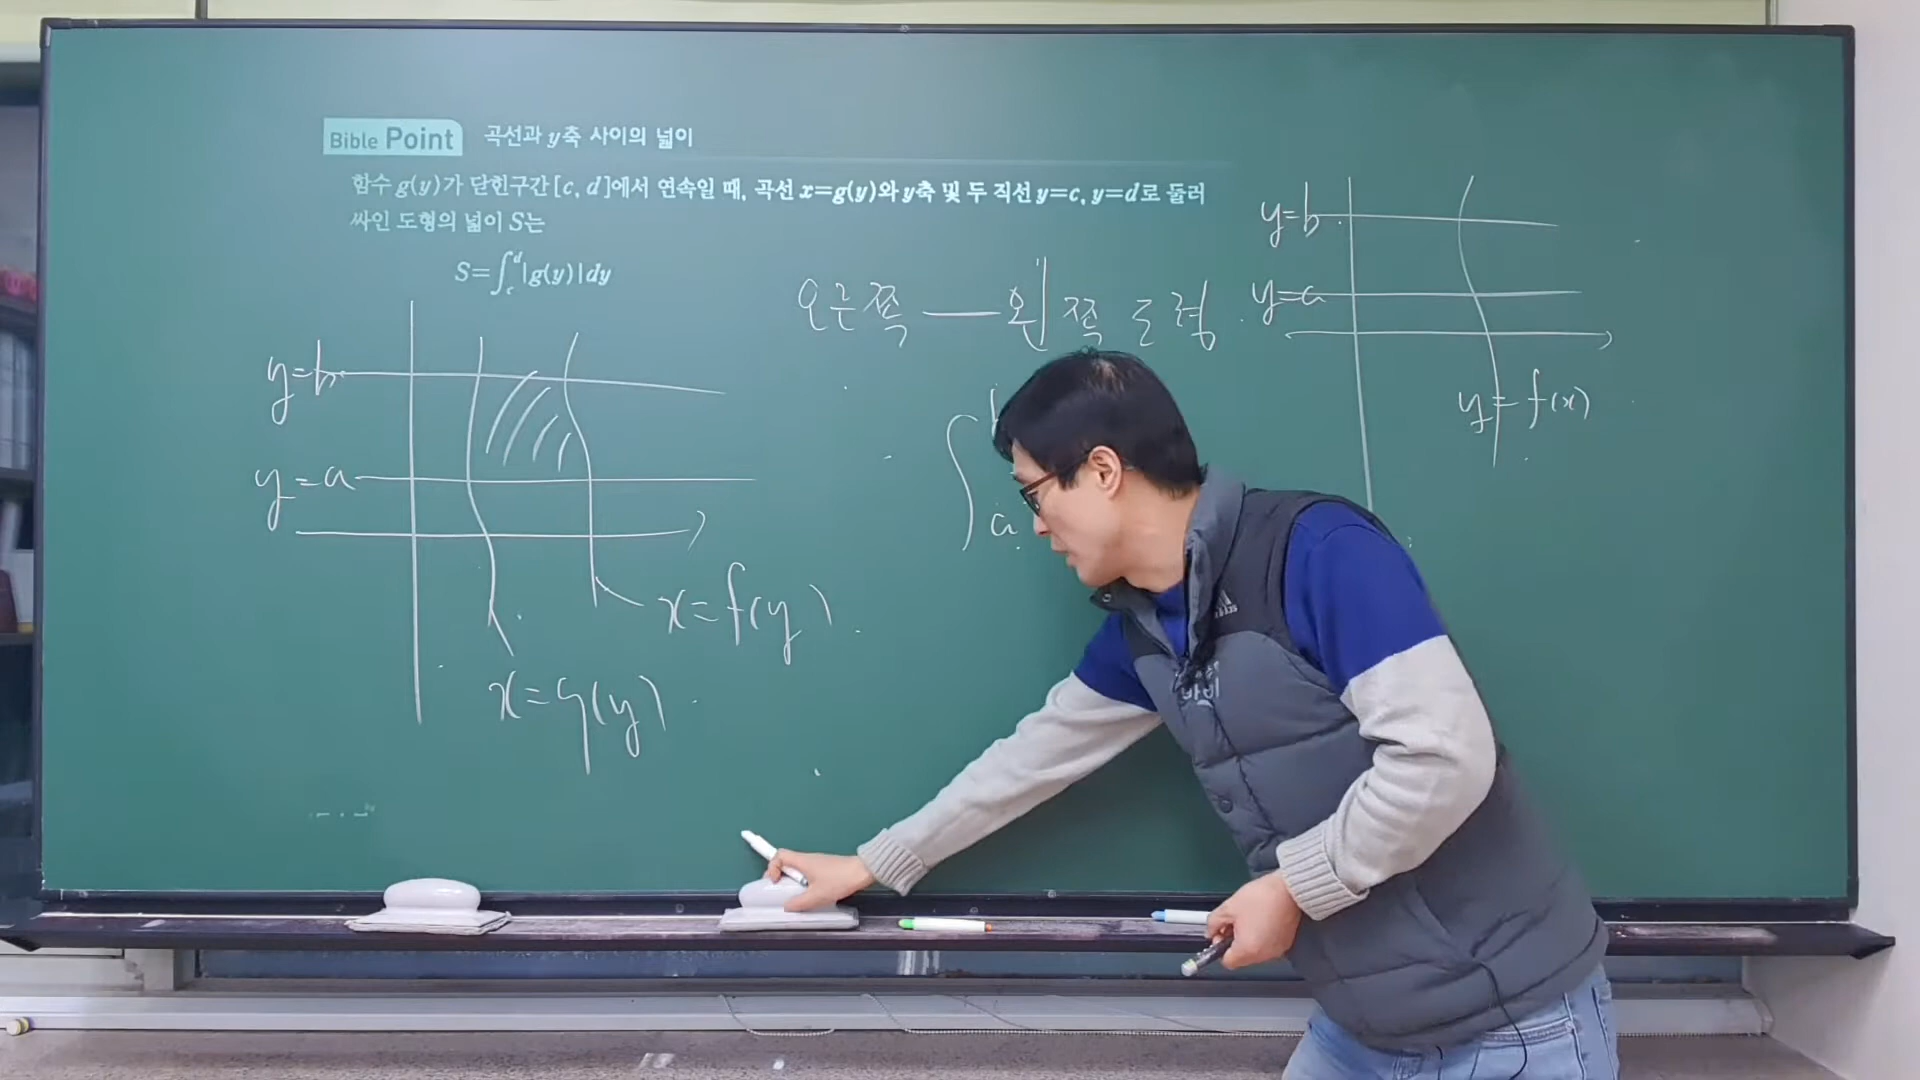 Bible Point 곡선과 y축 사이의 넓이
함수 g(y)가 닫힌구간 [c, d]에서 연속일 때, 곡선 x=g(y)와 y축 및 두 직선 y=c, y=d로 둘러
싸인 도형의 넓이 S는
S=∫_c^d |g(y)|dy
오른쪽 — 왼쪽
y=b
y=a
x=f(y)
x=g(y)
∫
a
y=b
y=a
y=f(x)